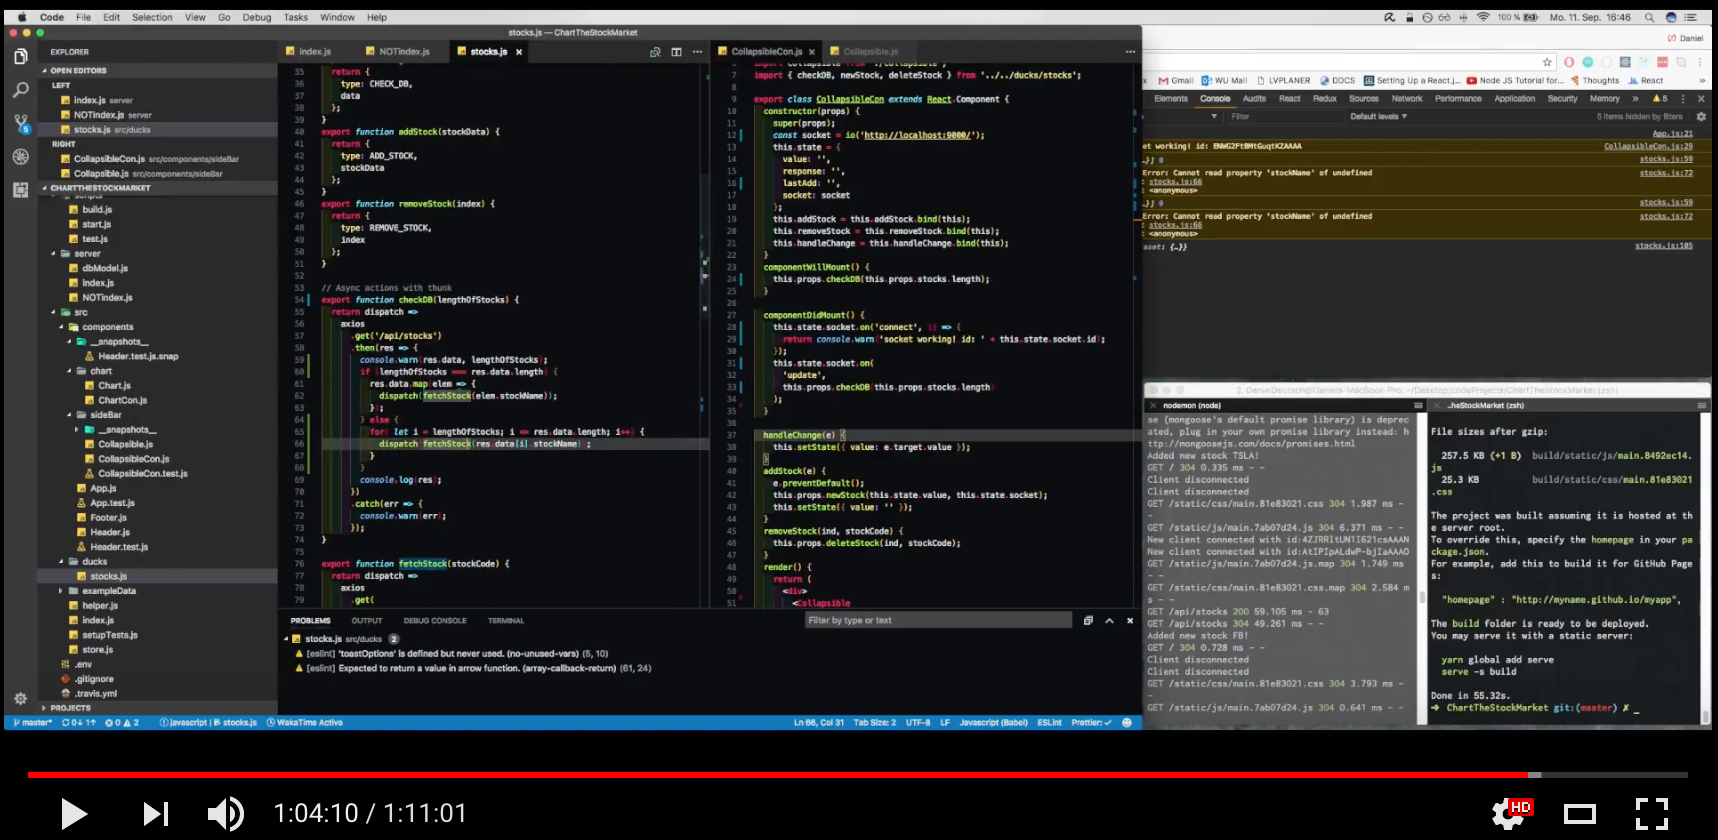 Code File Edit Selection View Go Debug Tasks Window Help
100 % Mo. 11. Sep. 16:46
stocks.js — ChartTheStockMarket
EXPLORER
OPEN EDITORS
LEFT
index.js server
NOTindex.js server
stocks.js src/ducks
RIGHT
CollapsibleCon.js src/components/sideBar
Collapsible.js src/components/sideBar
CHARTTHESTOCKMARKET
scripts
build.js
start.js
test.js
server
dbModel.js
index.js
NOTindex.js
src
components
__snapshots__
Header.test.js.snap
chart
Chart.js
ChartCon.js
sideBar
__snapshots__
Collapsible.js
CollapsibleCon.js
CollapsibleCon.test.js
App.js
App.test.js
Footer.js
Header.js
Header.test.js
ducks
stocks.js
exampleData
helper.js
index.js
setupTests.js
store.js
.env
.gitignore
.travis.yml
PROJECTS
5
index.js NOTindex.js stocks.js ×
35 return {
36 type: CHECK_DB,
37 data
38 };
39 }
40 export function addStock(stockData) {
41 return {
42 type: ADD_STOCK,
43 stockData
44 };
45 }
46 export function removeStock(index) {
47 return {
48 type: REMOVE_STOCK,
49 index
50 };
51 }
52
53 // Async actions with thunk
54 export function checkDB(lengthOfStocks) {
55 return dispatch =>
56 axios
57 .get('/api/stocks')
58 .then(res => {
59 console.warn(res.data, lengthOfStocks);
60 if (lengthOfStocks === res.data.length) {
61 res.data.map(elem => {
62 dispatch(fetchStock(elem.stockName));
63 });
64 } else {
65 for( let i = lengthOfStocks; i <= res.data.length; i++) {
66 dispatch(fetchStock(res.data[i].stockName) ;
67 }
68 }
69 console.log(res);
70 })
71 .catch(err => {
72 console.warn(err);
73 });
74 }
75
76 export function fetchStock(stockCode) {
77 return dispatch =>
78 axios
79 .get(
CollapsibleCon.js × Collapsible.js
import Collapsible from './Collapsible';
7 import { checkDB, newStock, deleteStock } from '../../ducks/stocks';
8
9 export class CollapsibleCon extends React.Component {
10 constructor(props) {
11 super(props);
12 const socket = io('http://localhost:9000/');
13 this.state = {
14 value: '',
15 response: '',
16 lastAdd: '',
17 socket: socket
18 };
19 this.addStock = this.addStock.bind(this);
20 this.removeStock = this.removeStock.bind(this);
21 this.handleChange = this.handleChange.bind(this);
22 }
23 componentWillMount() {
24 this.props.checkDB(this.props.stocks.length);
25 }
26
27 componentDidMount() {
28 this.state.socket.on('connect', () => {
29 return console.warn('socket working! id: ' + this.state.socket.id);
30 });
31 this.state.socket.on(
32 'update',
33 this.props.checkDB(this.props.stocks.length)
34 );
35 }
36
37 handleChange(e) {
38 this.setState({ value: e.target.value });
39 }
40 addStock(e) {
41 e.preventDefault();
42 this.props.newStock(this.state.value, this.state.socket);
43 this.setState({ value: '' });
44 }
45 removeStock(ind, stockCode) {
46 this.props.deleteStock(ind, stockCode);
47 }
48 render() {
49 return (
50 <div>
51 <Collapsible
PROBLEMS OUTPUT DEBUG CONSOLE TERMINAL Filter by type or text
stocks.js src/ducks 2
[eslint] 'toastOptions' is defined but never used. (no-unused-vars) (5, 10)
[eslint] Expected to return a value in arrow function. (array-callback-return) (61, 24)
master* 0↓ 1↑ 0 2 javascript | stocks.js WakaTime Active Ln 66, Col 31 Tab Size: 2 UTF-8 LF Javascript (Babel) ESLint Prettier: ✓
Daniel
Gmail WU Mail LVPLANER DOCS Setting Up a React.j... Node JS Tutorial for... Thoughts React »
Elements Console Audits React Redux Sources Network Performance Application Security Memory »
Filter Default levels ▼ 5 items hidden by filters
App.js:21
et working! id: ENWG2FtBMtGuqtKZAAAA CollapsibleCon.js:29
stocks.js:59
Error: Cannot read property 'stockName' of undefined stocks.js:72
stocks.js:66
<anonymous>
stocks.js:59
Error: Cannot read property 'stockName' of undefined stocks.js:72
stocks.js:66
<anonymous>
aset: {…}} stocks.js:105
nodemon (node)
se (mongoose's default promise library) is deprec
ated, plug in your own promise library instead: h
ttp://mongoosejs.com/docs/promises.html
Added new stock TSLA!
GET / 304 0.335 ms - -
Client disconnected
Client disconnected
GET /static/css/main.81e83021.css 304 1.987 ms -
-
GET /static/js/main.7ab07d24.js 304 6.371 ms - -
New client connected with id:4ZJRRltUN1I621csAAAN
New client connected with id:AtIPIpALdwP-bjIaAAAO
GET /static/js/main.7ab07d24.js.map 304 1.749 ms
- -
GET /static/css/main.81e83021.css.map 304 2.584 m
s - -
GET /api/stocks 200 59.105 ms - 63
GET /api/stocks 304 49.261 ms - -
Added new stock FB!
GET / 304 0.728 ms - -
Client disconnected
Client disconnected
GET /static/css/main.81e83021.css 304 3.793 ms -
-
GET /static/js/main.7ab07d24.js 304 0.641 ms - -
..heStockMarket (zsh)
File sizes after gzip:
257.5 KB (+1 B) build/static/js/main.8492ec14.
js
25.3 KB build/static/css/main.81e83021
.css
The project was built assuming it is hosted at th
e server root.
To override this, specify the homepage in your pa
ckage.json.
For example, add this to build it for GitHub Page
s:
"homepage" : "http://myname.github.io/myapp",
The build folder is ready to be deployed.
You may serve it with a static server:
yarn global add serve
serve -s build
Done in 55.32s.
➜ ChartTheStockMarket git:(master) ✗ _
1:04:10 / 1:11:01
HD